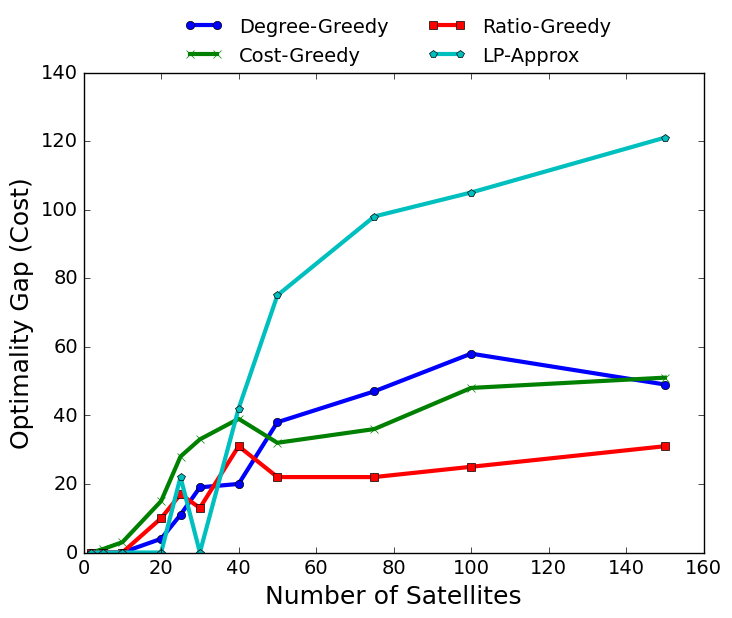 Degree-Greedy
Ratio-Greedy
Cost-Greedy
LP-Approx
140
120
100
80
60
40
20
0
Optimality Gap (Cost)
0 20 40 60 80 100 120 140 160
Number of Satellites